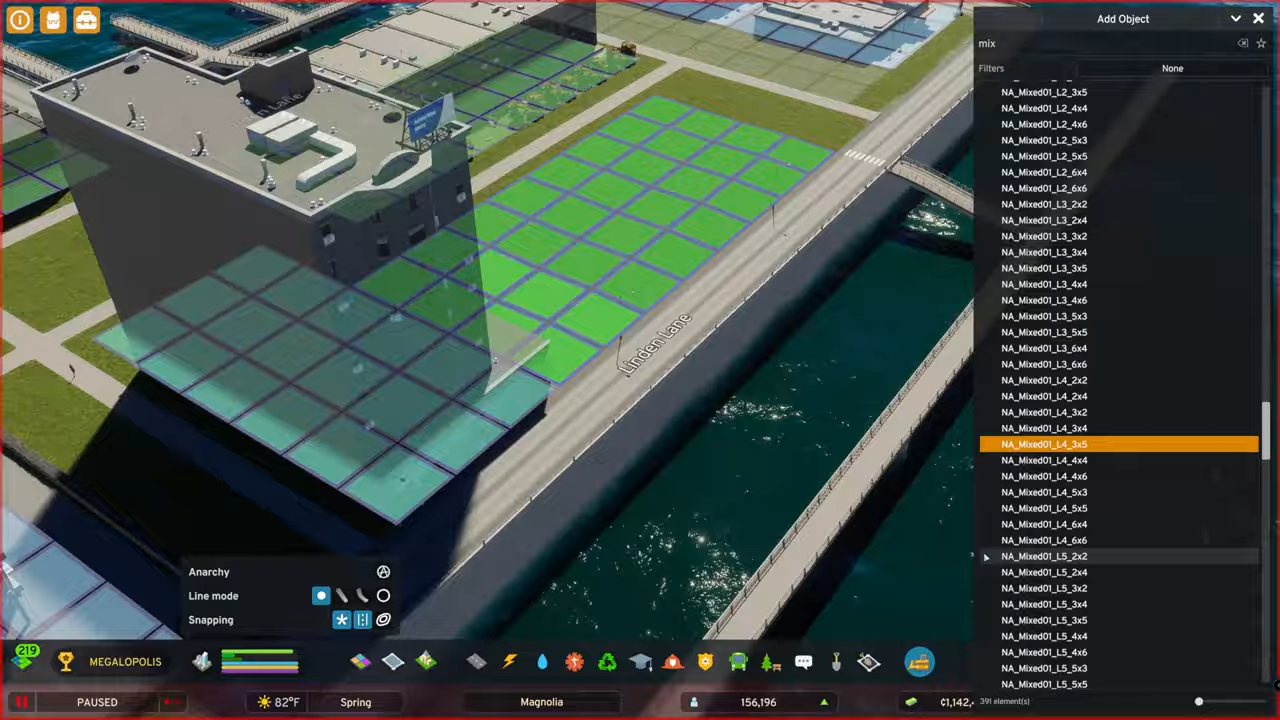 Add Object
mix
Filters
None
NA_Mixed01_L2_3x5
NA_Mixed01_L2_4x4
NA_Mixed01_L2_4x6
NA_Mixed01_L2_5x3
NA_Mixed01_L2_5x5
NA_Mixed01_L2_6x4
NA_Mixed01_L2_6x6
NA_Mixed01_L3_2x2
NA_Mixed01_L3_2x4
NA_Mixed01_L3_3x2
NA_Mixed01_L3_3x4
NA_Mixed01_L3_3x5
NA_Mixed01_L3_4x4
NA_Mixed01_L3_4x6
NA_Mixed01_L3_5x3
NA_Mixed01_L3_5x5
NA_Mixed01_L3_6x4
NA_Mixed01_L3_6x6
NA_Mixed01_L4_2x2
NA_Mixed01_L4_2x4
NA_Mixed01_L4_3x2
NA_Mixed01_L4_3x4
NA_Mixed01_L4_3x5
NA_Mixed01_L4_4x4
NA_Mixed01_L4_4x6
NA_Mixed01_L4_5x3
NA_Mixed01_L4_5x5
NA_Mixed01_L4_6x4
NA_Mixed01_L4_6x6
NA_Mixed01_L5_2x2
NA_Mixed01_L5_2x4
NA_Mixed01_L5_3x2
NA_Mixed01_L5_3x4
NA_Mixed01_L5_3x5
NA_Mixed01_L5_4x4
NA_Mixed01_L5_4x6
NA_Mixed01_L5_5x3
NA_Mixed01_L5_5x5
391 element(s)
Linden Lane
Anarchy
Line mode
Snapping
219
MEGALOPOLIS
PAUSED
82°F
Spring
Magnolia
156,196
¢1,142,